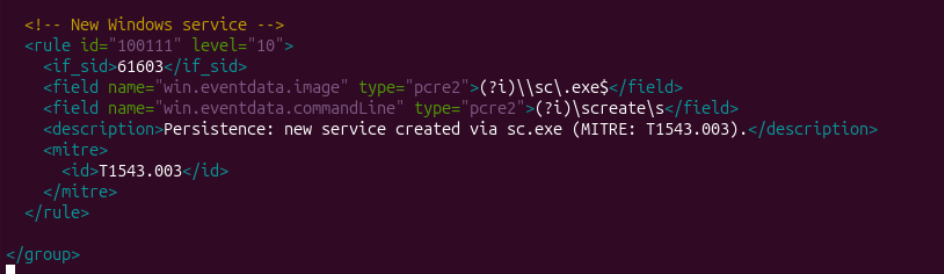 <!-- New Windows service -->
<rule id="100111" level="10">
<if_sid>61603</if_sid>
<field name="win.eventdata.image" type="pcre2">(?i)\\sc\.exe$</field>
<field name="win.eventdata.commandLine" type="pcre2">(?i)\screate\s</field>
<description>Persistence: new service created via sc.exe (MITRE: T1543.003).</description>
<mitre>
<id>T1543.003</id>
</mitre>
</rule>
</group>